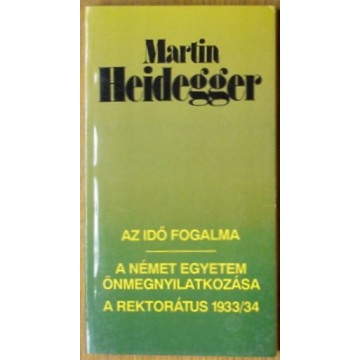 Martin
Heidegger
AZ IDŐ FOGALMA
A NÉMET EGYETEM
ÖNMEGNYILATKOZÁSA
A REKTORÁTUS 1933/34